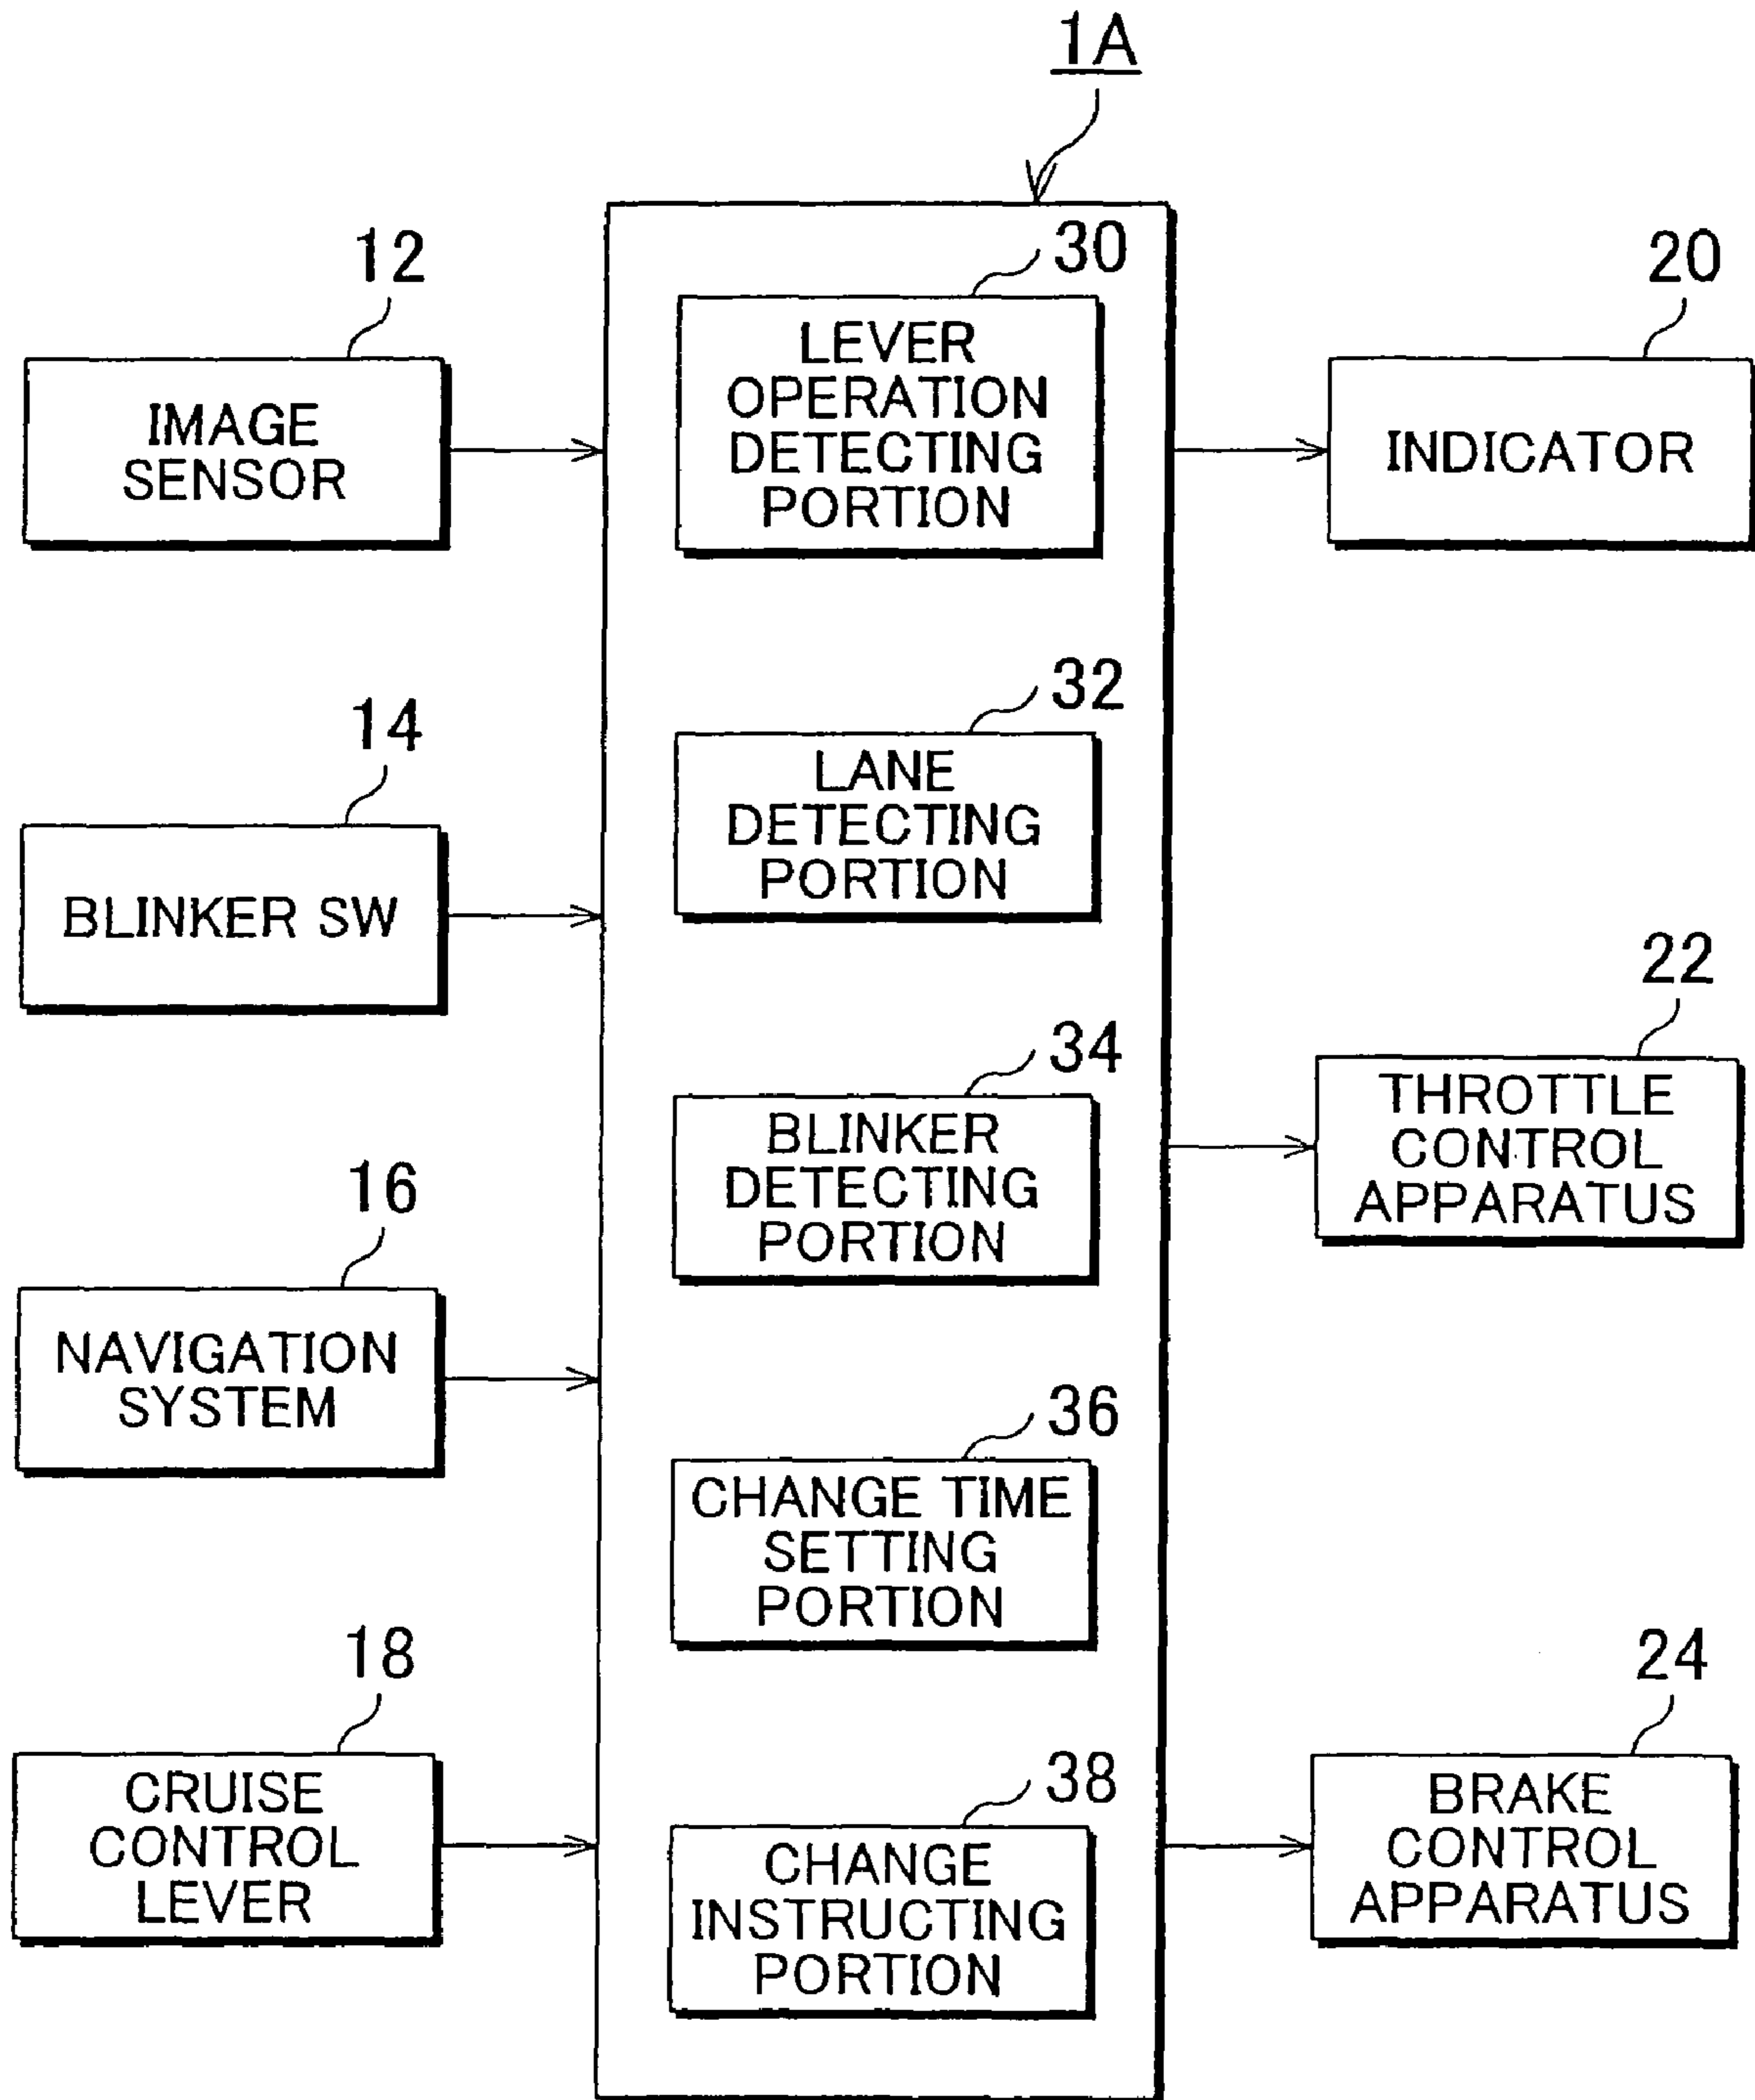 1A
12
IMAGE
SENSOR
14
BLINKER SW
16
NAVIGATION
SYSTEM
18
CRUISE
CONTROL
LEVER
30
LEVER
OPERATION
DETECTING
PORTION
32
LANE
DETECTING
PORTION
34
BLINKER
DETECTING
PORTION
36
CHANGE TIME
SETTING
PORTION
38
CHANGE
INSTRUCTING
PORTION
20
INDICATOR
22
THROTTLE
CONTROL
APPARATUS
24
BRAKE
CONTROL
APPARATUS